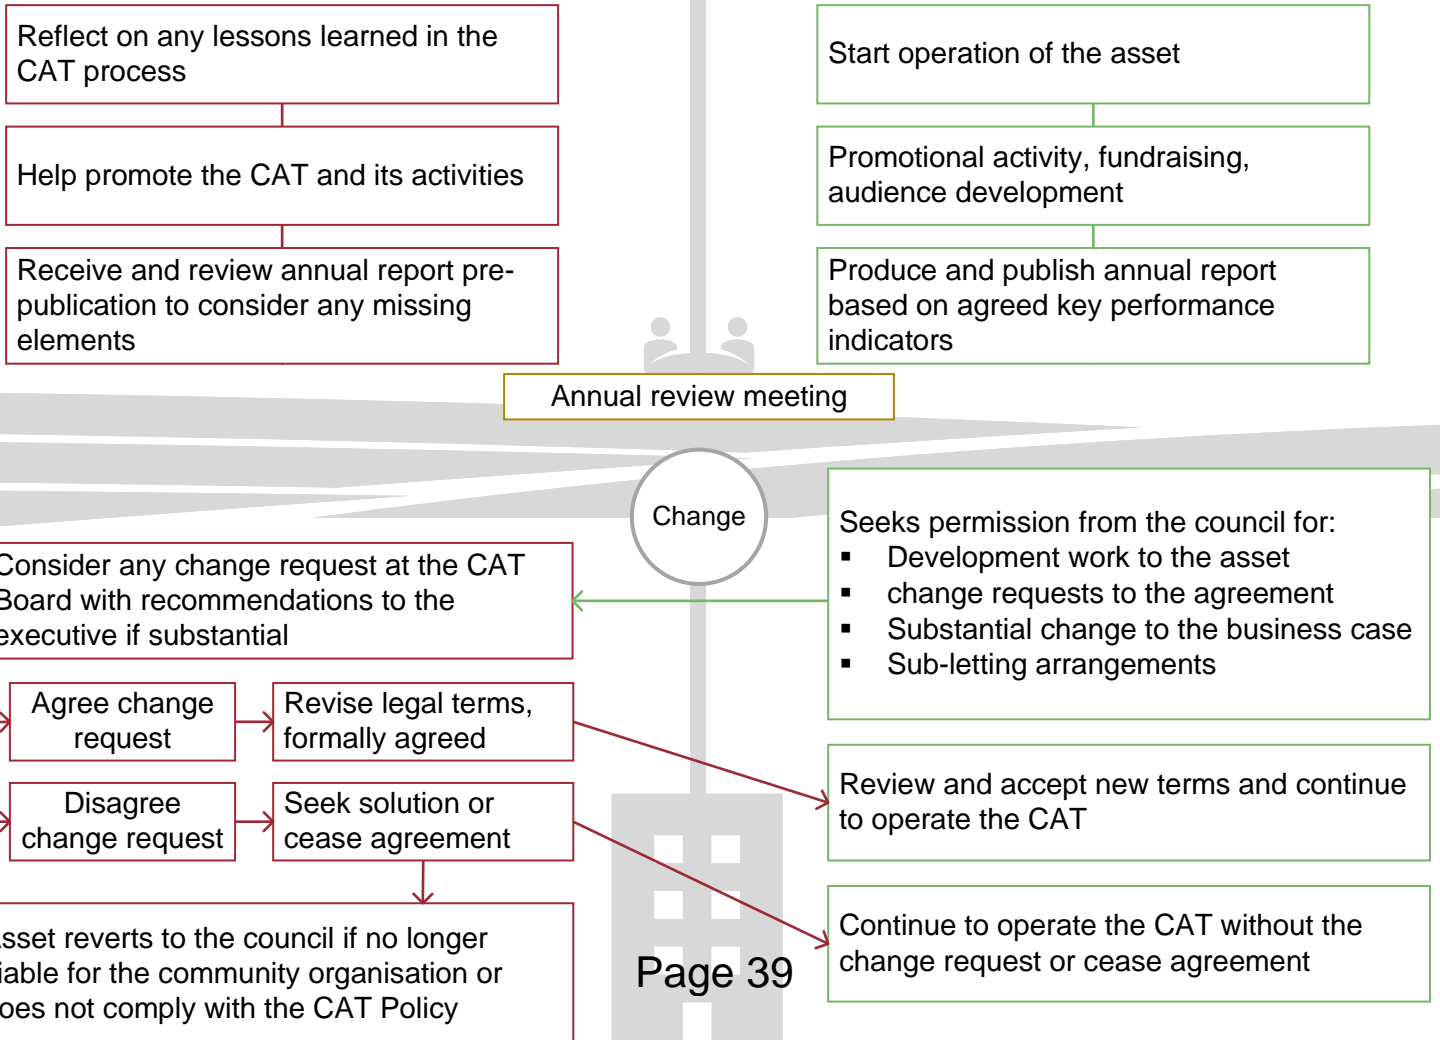 Reflect on any lessons learned in the
CAT process
Help promote the CAT and its activities
Receive and review annual report pre-
publication to consider any missing
elements
Start operation of the asset
Promotional activity, fundraising,
audience development
Produce and publish annual report
based on agreed key performance
indicators
Annual review meeting
Change
Seeks permission from the council for:
▪ Development work to the asset
▪ change requests to the agreement
▪ Substantial change to the business case
▪ Sub-letting arrangements
Consider any change request at the CAT
Board with recommendations to the
executive if substantial
Agree change
request
Revise legal terms,
formally agreed
Disagree
change request
Seek solution or
cease agreement
Review and accept new terms and continue
to operate the CAT
Continue to operate the CAT without the
change request or cease agreement
sset reverts to the council if no longer
iable for the community organisation or
oes not comply with the CAT Policy
Page 39